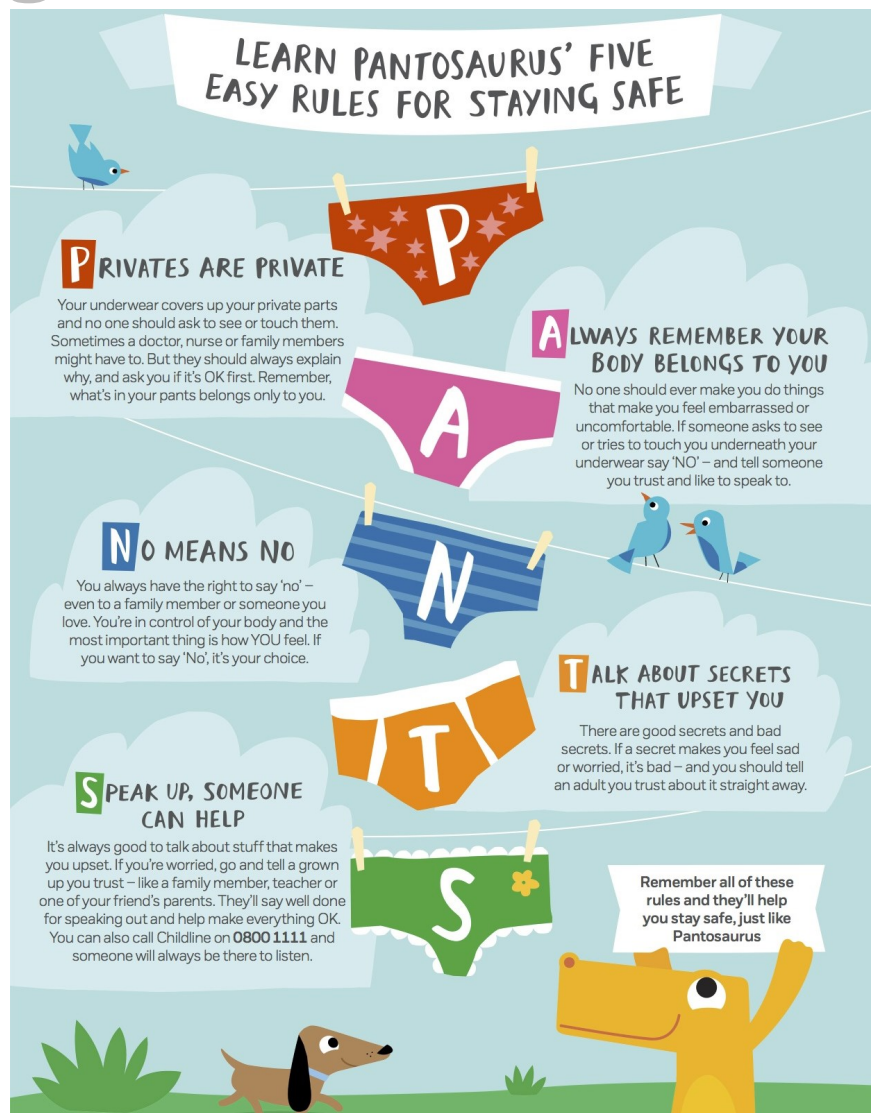 LEARN PANTOSAURUS' FIVE
EASY RULES FOR STAYING SAFE
P
PRIVATES ARE PRIVATE
Your underwear covers up your private parts
and no one should ask to see or touch them.
Sometimes a doctor, nurse or family members
might have to. But they should always explain
why, and ask you if it's OK first. Remember,
what's in your pants belongs only to you.
A
ALWAYS REMEMBER YOUR
BODY BELONGS TO YOU
No one should ever make you do things
that make you feel embarrassed or
uncomfortable. If someone asks to see
or tries to touch you underneath your
underwear say 'NO' – and tell someone
you trust and like to speak to.
N
NO MEANS NO
You always have the right to say 'no' –
even to a family member or someone you
love. You're in control of your body and the
most important thing is how YOU feel. If
you want to say 'No', it's your choice.
T
TALK ABOUT SECRETS
THAT UPSET YOU
There are good secrets and bad
secrets. If a secret makes you feel sad
or worried, it's bad – and you should tell
an adult you trust about it straight away.
S
SPEAK UP, SOMEONE
CAN HELP
It's always good to talk about stuff that makes
you upset. If you're worried, go and tell a grown
up you trust – like a family member, teacher or
one of your friend's parents. They'll say well done
for speaking out and help make everything OK.
You can also call Childline on 0800 1111 and
someone will always be there to listen.
Remember all of these
rules and they'll help
you stay safe, just like
Pantosaurus